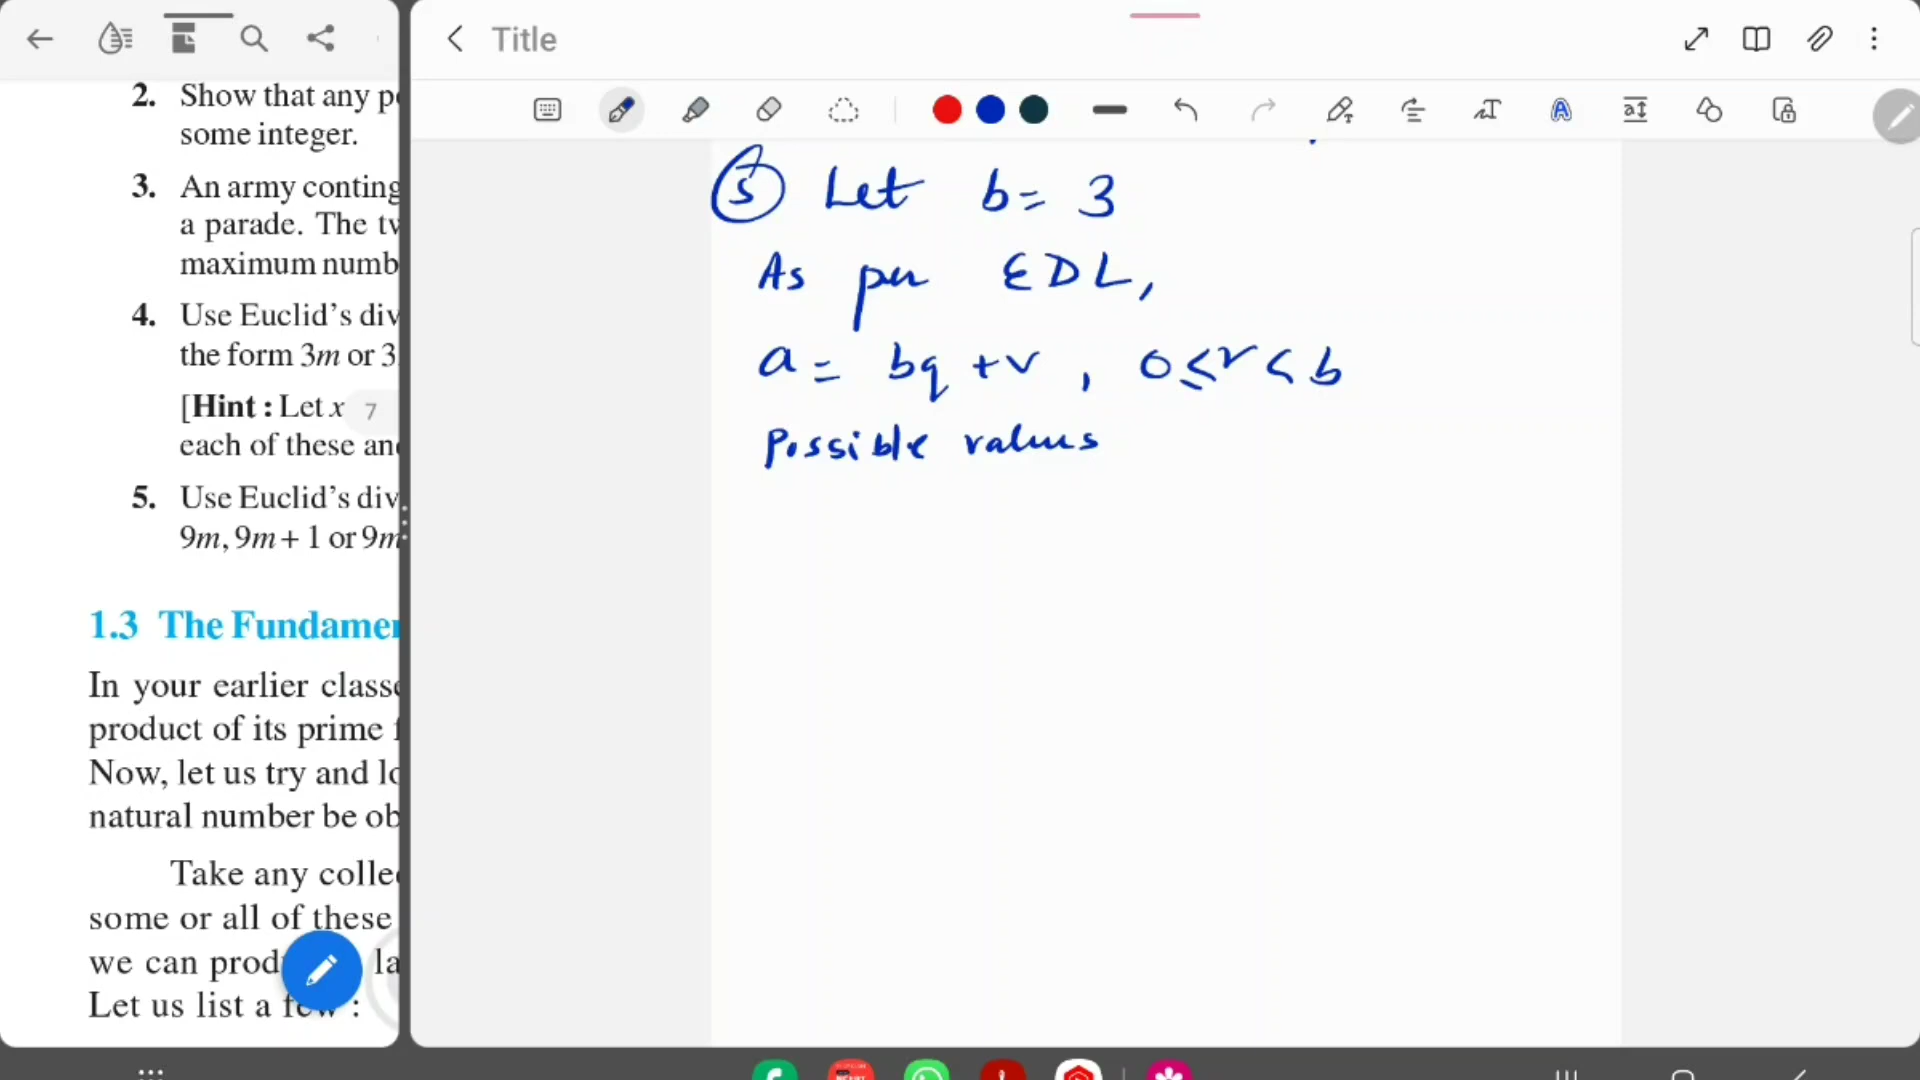 Title
2. Show that any p
some integer.
3. An army conting
a parade. The tw
maximum numb
4. Use Euclid's div
the form 3m or 3
[Hint : Let x 7
each of these an
5. Use Euclid's div
9m, 9m + 1 or 9m
1.3 The Fundamen
In your earlier classe
product of its prime f
Now, let us try and lo
natural number be ob
Take any colle
some or all of these
we can prod la
Let us list a few :
5 Let b = 3
As per EDL,
a = bq + r , 0 ≤ r < b
Possible values